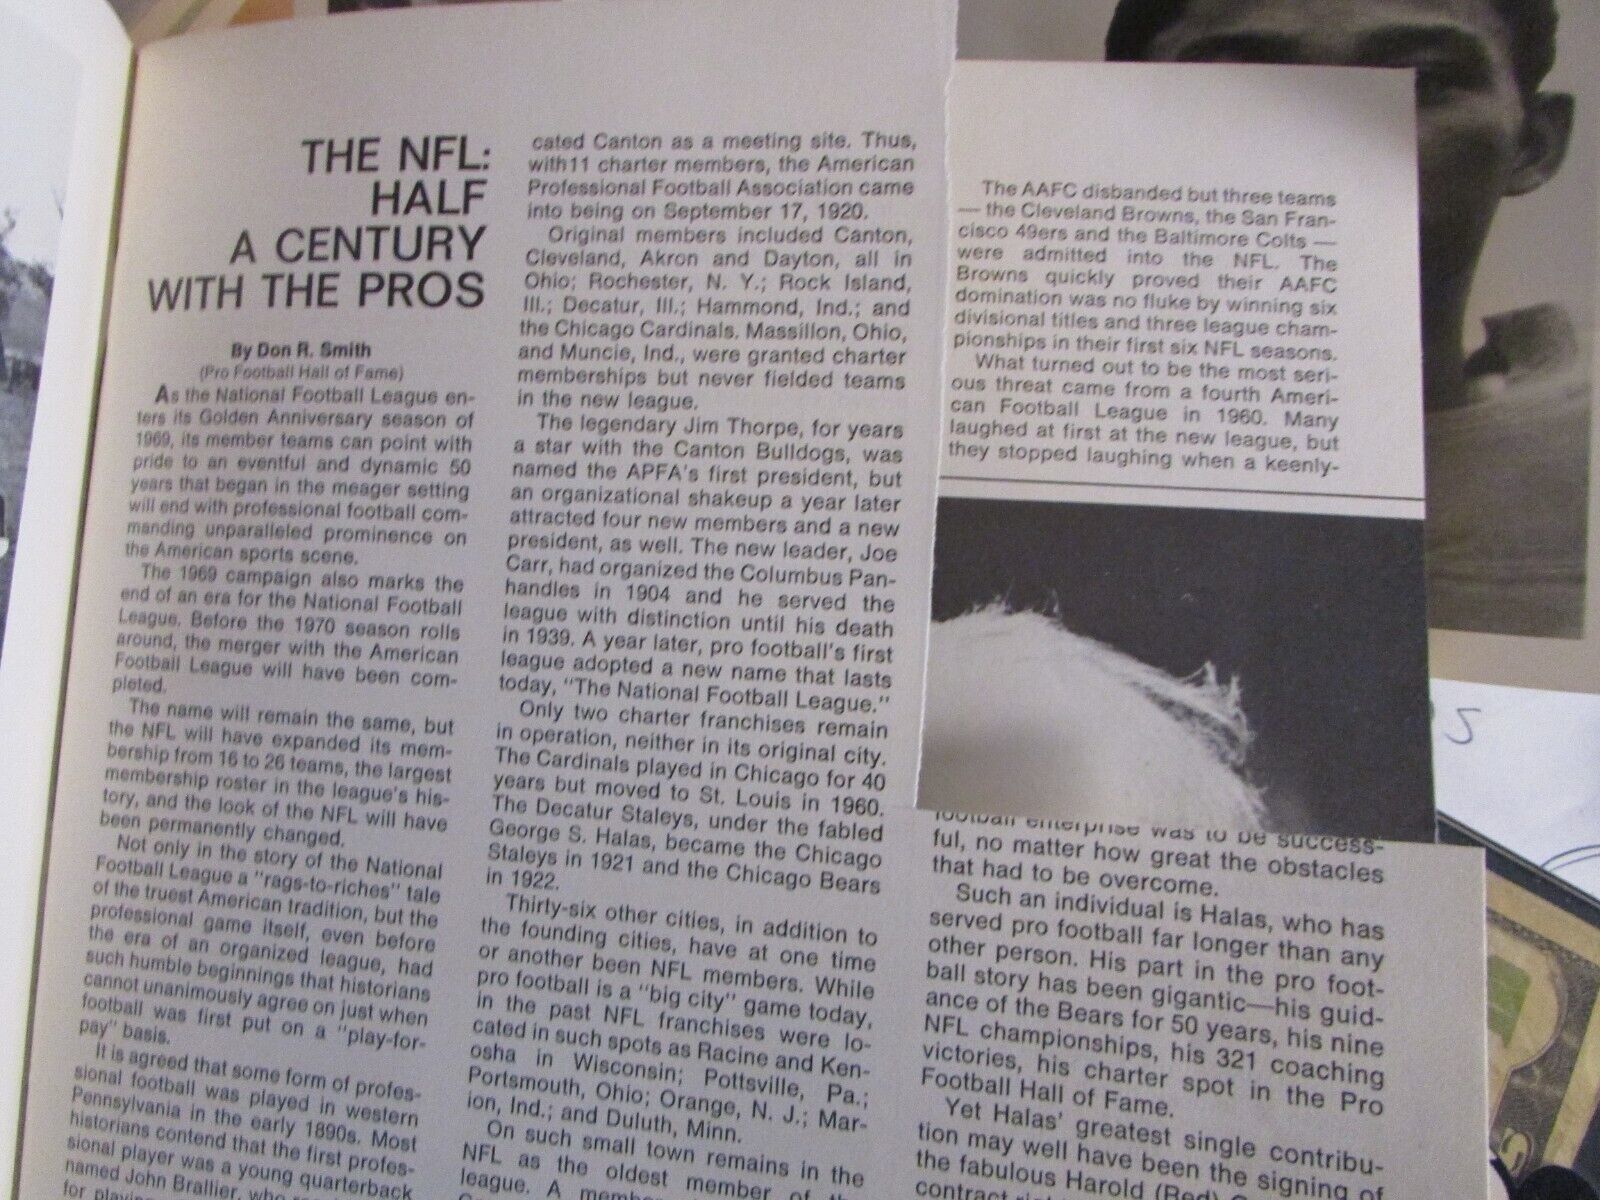 THE NFL:
HALF
A CENTURY
WITH THE PROS
By Don R. Smith
(Pro Football Hall of Fame)
As the National Football League en-
ters its Golden Anniversary season of
1969, its member teams can point with
pride to an eventful and dynamic 50
years that began in the meager setting
will end with professional football com-
manding unparalleled prominence on
the American sports scene.
The 1969 campaign also marks the
end of an era for the National Football
League. Before the 1970 season rolls
around, the merger with the American
Football League will have been com-
pleted.
The name will remain the same, but
the NFL will have expanded its mem-
bership from 16 to 26 teams, the largest
membership roster in the league's his-
tory, and the look of the NFL will have
been permanently changed.
Not only in the story of the National
Football League a "rags-to-riches" tale
of the truest American tradition, but the
professional game itself, even before
the era of an organized league, had
such humble beginnings that historians
cannot unanimously agree on just when
football was first put on a "play-for-
pay" basis.
It is agreed that some form of profes-
sional football was played in western
Pennsylvania in the early 1890s. Most
historians contend that the first profes-
sional player was a young quarterback
named John Brallier, who
for playing
cated Canton as a meeting site. Thus,
with11 charter members, the American
Professional Football Association came
into being on September 17, 1920.
Original members included Canton,
Cleveland, Akron and Dayton, all in
Ohio; Rochester, N. Y.; Rock Island,
Ill.; Decatur, Ill.; Hammond, Ind.; and
the Chicago Cardinals. Massillon, Ohio,
and Muncie, Ind., were granted charter
memberships but never fielded teams
in the new league.
The legendary Jim Thorpe, for years
a star with the Canton Bulldogs, was
named the APFA's first president, but
an organizational shakeup a year later
attracted four new members and a new
president, as well. The new leader, Joe
Carr, had organized the Columbus Pan-
handles in 1904 and he served the
league with distinction until his death
in 1939. A year later, pro football's first
league adopted a new name that lasts
today, "The National Football League."
Only two charter franchises remain
in operation, neither in its original city.
The Cardinals played in Chicago for 40
years but moved to St. Louis in 1960.
The Decatur Staleys, under the fabled
George S. Halas, became the Chicago
Staleys in 1921 and the Chicago Bears
in 1922.
Thirty-six other cities, in addition to
the founding cities, have at one time
or another been NFL members. While
pro football is a "big city" game today,
in the past NFL franchises were lo-
cated in such spots as Racine and Ken-
osha in Wisconsin; Pottsville, Pa.;
Portsmouth, Ohio; Orange, N. J.; Mar-
ion, Ind.; and Duluth, Minn.
On such small town remains in the
NFL as the oldest member of the
league. A member
The AAFC disbanded but three teams
— the Cleveland Browns, the San Fran-
cisco 49ers and the Baltimore Colts —
were admitted into the NFL. The
Browns quickly proved their AAFC
domination was no fluke by winning six
divisional titles and three league cham-
pionships in their first six NFL seasons.
What turned out to be the most seri-
ous threat came from a fourth Ameri-
can Football League in 1960. Many
laughed at first at the new league, but
they stopped laughing when a keenly-
football enterprise was to be success-
ful, no matter how great the obstacles
that had to be overcome.
Such an individual is Halas, who has
served pro football far longer than any
other person. His part in the pro foot-
ball story has been gigantic—his guid-
ance of the Bears for 50 years, his nine
NFL championships, his 321 coaching
victories, his charter spot in the Pro
Football Hall of Fame.
Yet Halas' greatest single contribu-
tion may well have been the signing of
the fabulous Harold (Red)
contract